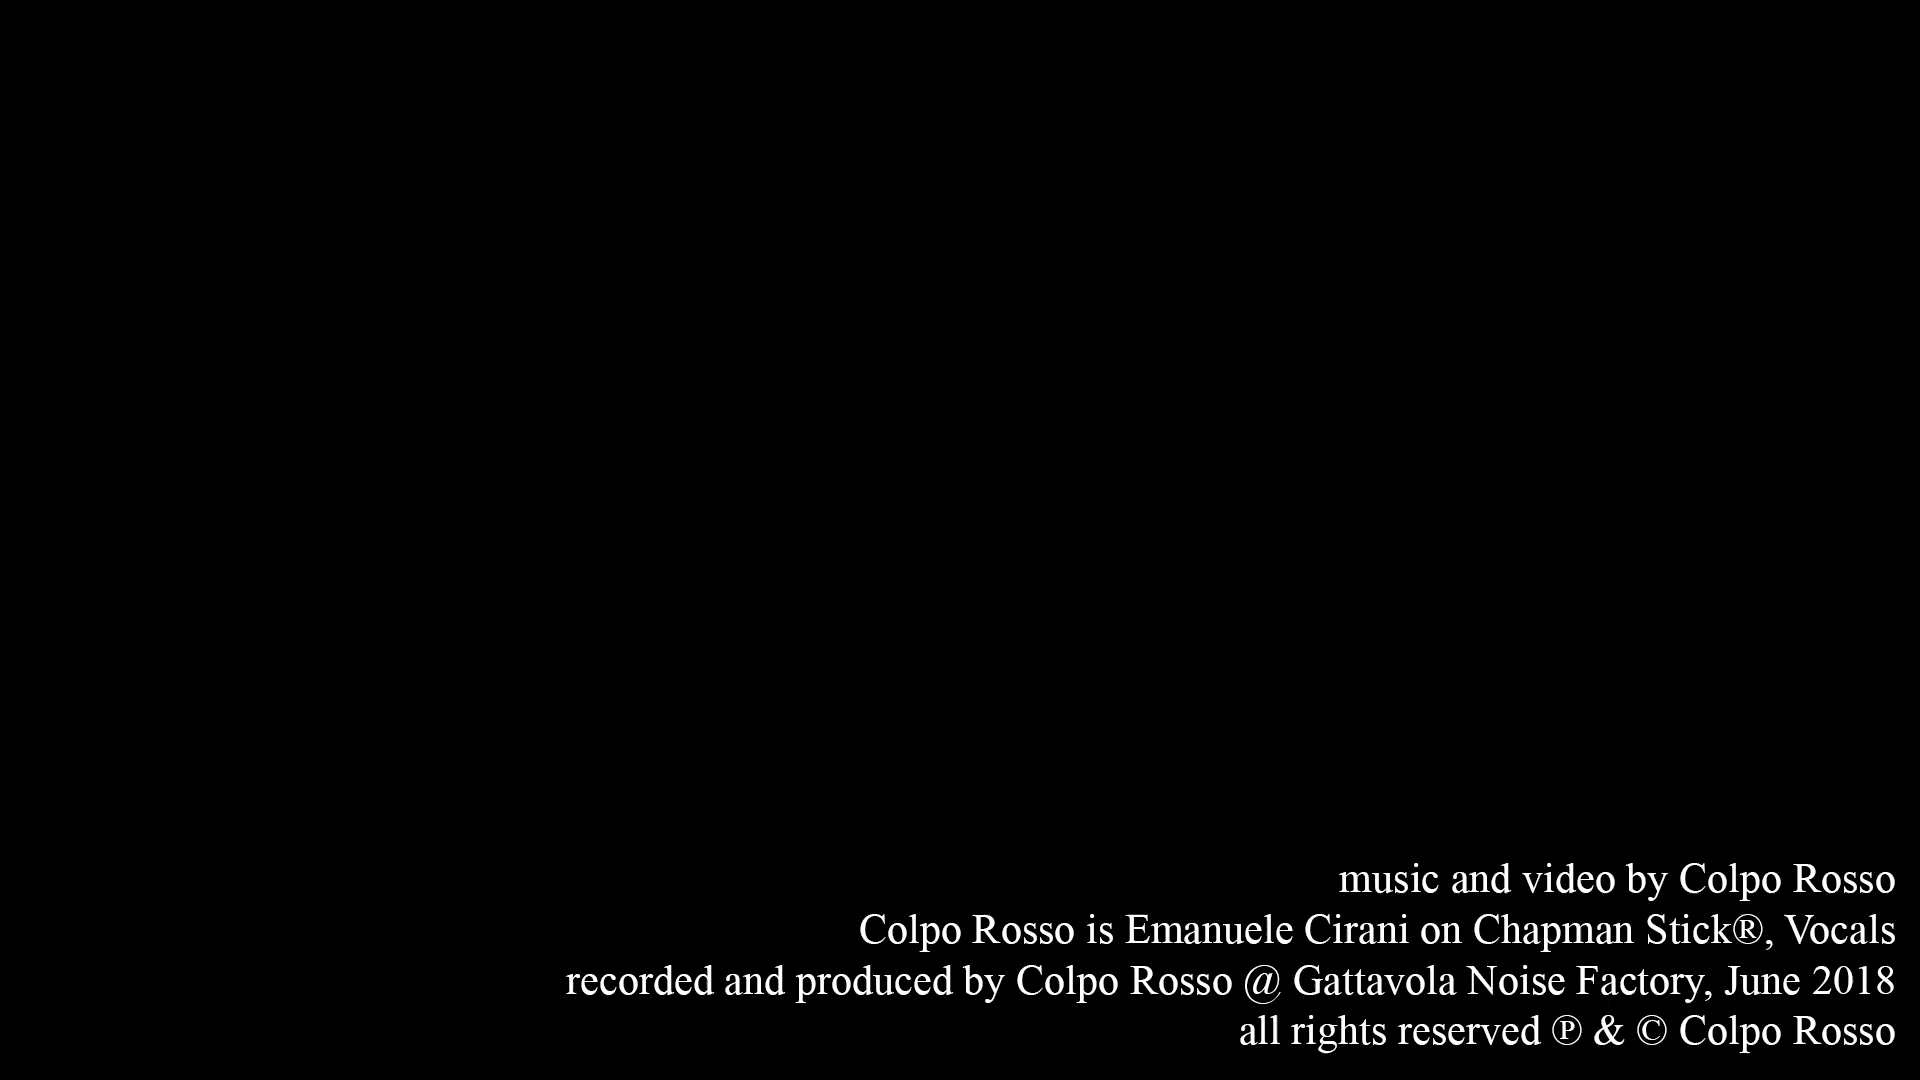 music and video by Colpo Rosso
Colpo Rosso is Emanuele Cirani on Chapman Stick®, Vocals
recorded and produced by Colpo Rosso @ Gattavola Noise Factory, June 2018
all rights reserved ℗ & © Colpo Rosso